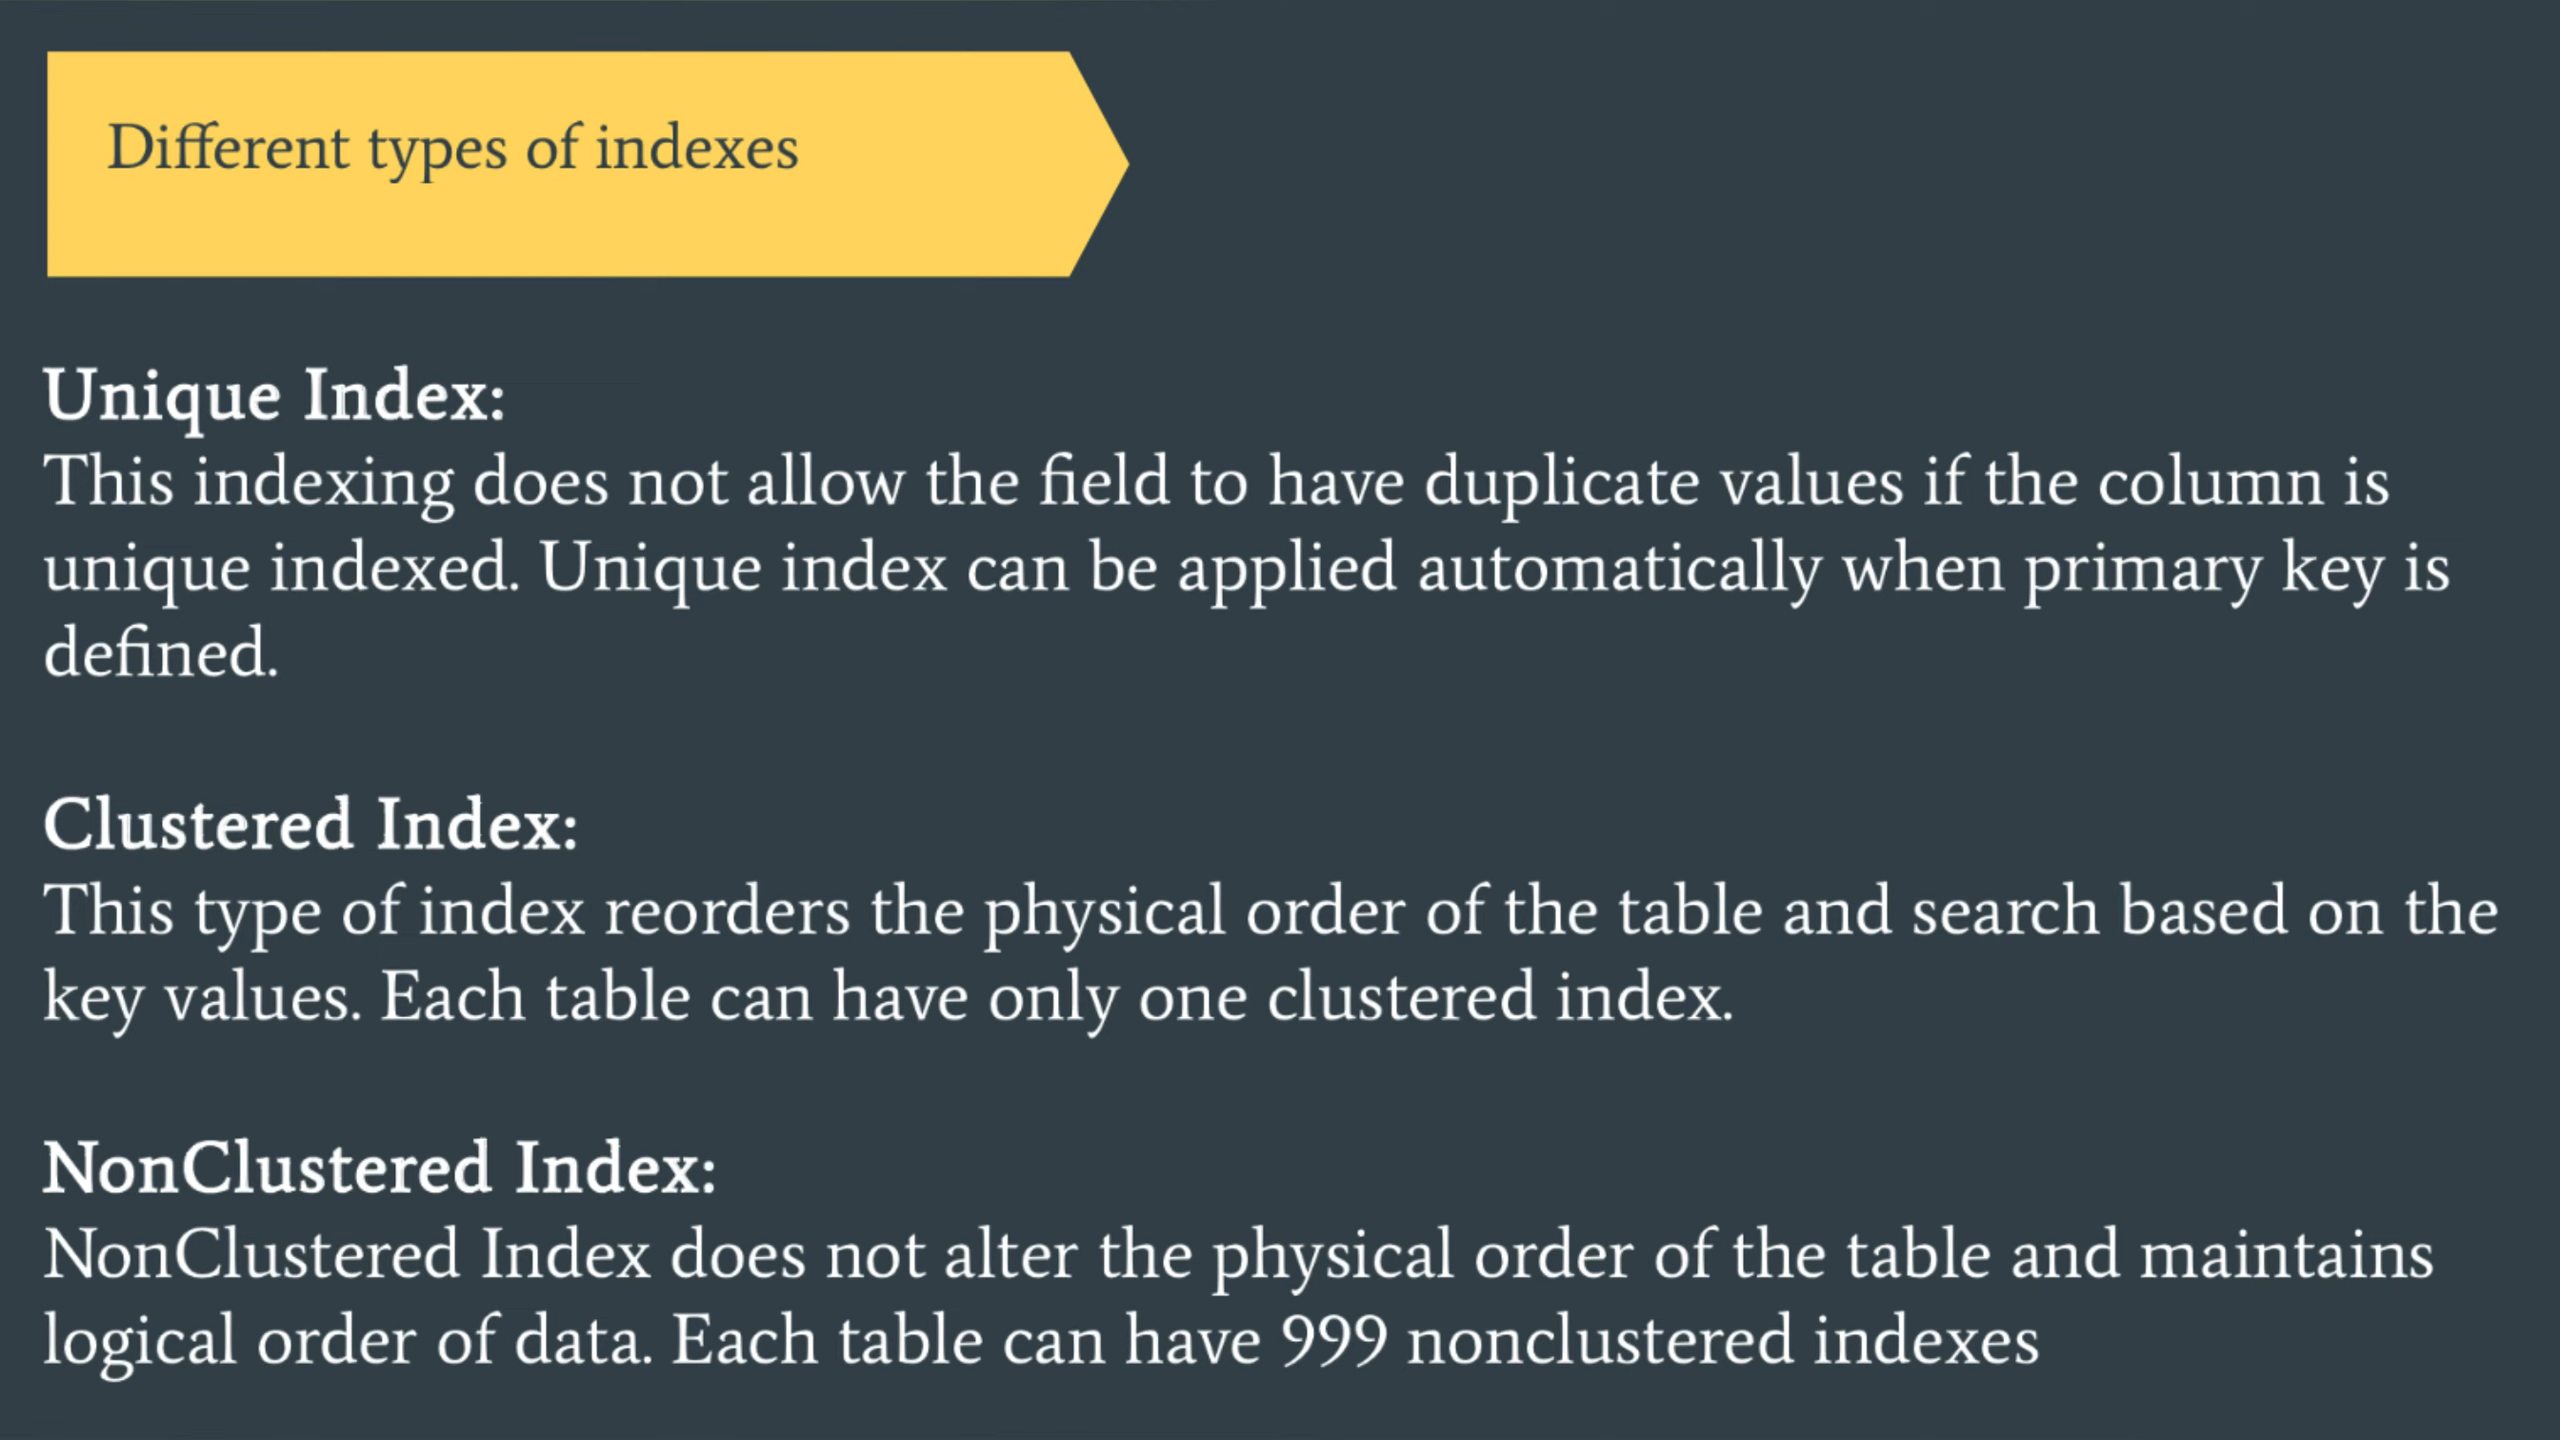 Different types of indexes
Unique Index:
This indexing does not allow the field to have duplicate values if the column is
unique indexed. Unique index can be applied automatically when primary key is
defined.
Clustered Index:
This type of index reorders the physical order of the table and search based on the
key values. Each table can have only one clustered index.
NonClustered Index:
NonClustered Index does not alter the physical order of the table and maintains
logical order of data. Each table can have 999 nonclustered indexes